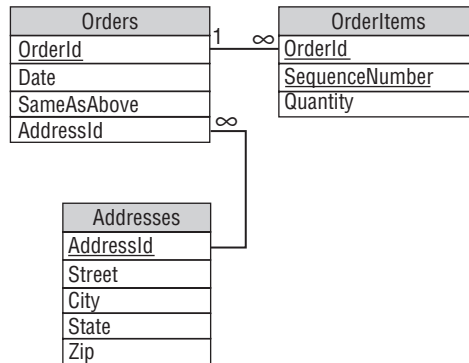 Orders
OrderId
Date
SameAsAbove
AddressId
1
∞
OrderItems
OrderId
SequenceNumber
Quantity
∞
Addresses
AddressId
Street
City
State
Zip